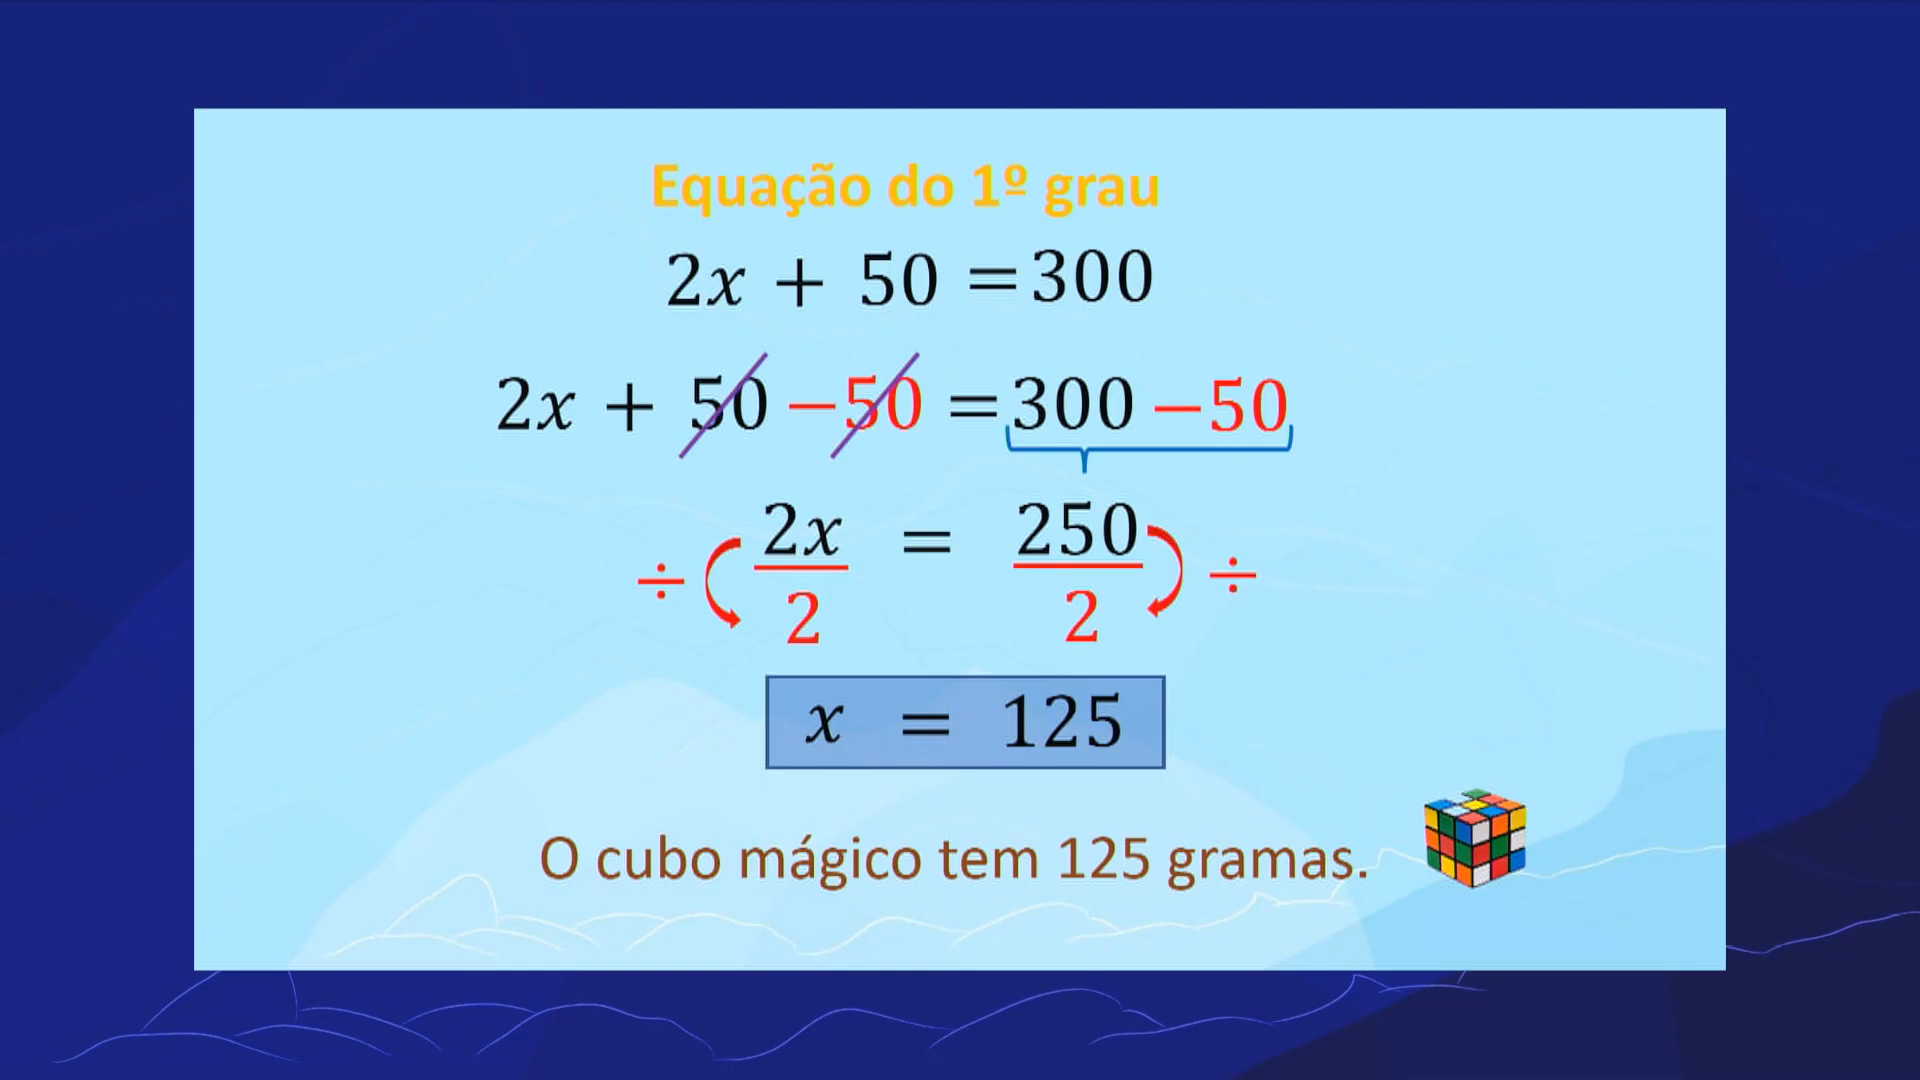 Equação do 1º grau
2x + 50 = 300
2x + 50 − 50 = 300 − 50
÷ 2x/2 = 250/2 ÷
x = 125
O cubo mágico tem 125 gramas.